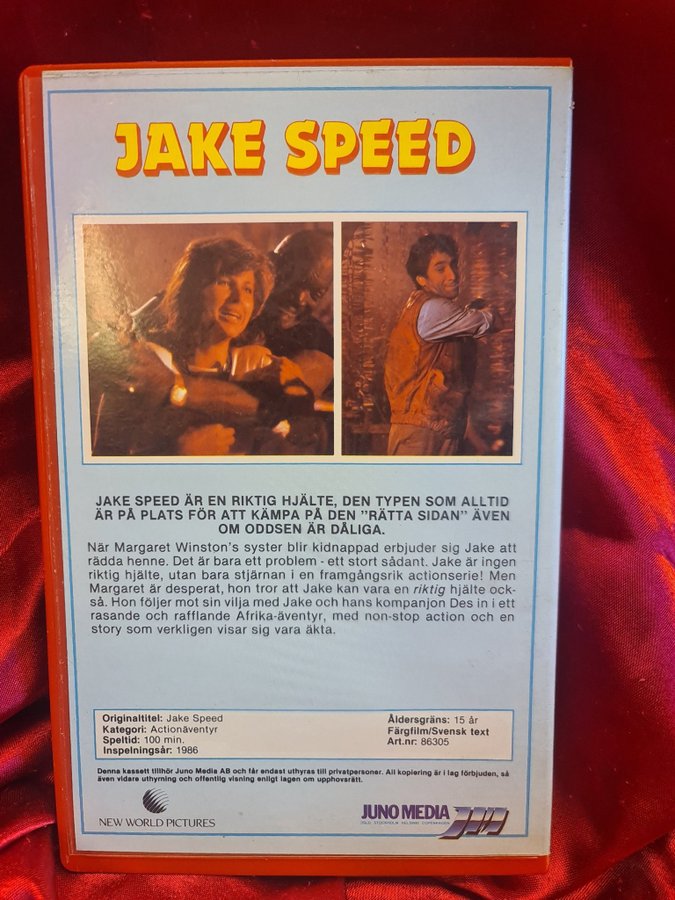 JAKE SPEED
JAKE SPEED ÄR EN RIKTIG HJÄLTE, DEN TYPEN SOM ALLTID
ÄR PÅ PLATS FÖR ATT KÄMPA PÅ DEN "RÄTTA SIDAN" ÄVEN
OM ODDSEN ÄR DÅLIGA.
När Margaret Winston's syster blir kidnappad erbjuder sig Jake att
rädda henne. Det är bara ett problem - ett stort sådant. Jake är ingen
riktig hjälte, utan bara stjärnan i en framgångsrik actionserie! Men
Margaret är desperat, hon tror att Jake kan vara en riktig hjälte ock-
så. Hon följer mot sin vilja med Jake och hans kompanjon Des in i ett
rasande och rafflande Afrika-äventyr, med non-stop action och en
story som verkligen visar sig vara äkta.
Originaltitel: Jake Speed
Kategori: Actionäventyr
Speltid: 100 min.
Inspelningsår: 1986
Åldersgräns: 15 år
Färgfilm/Svensk text
Art.nr: 86305
Denna kassett tillhör Juno Media AB och får endast uthyras till privatpersoner. All kopiering är i lag förbjuden, så
även vidare uthyrning och offentlig visning enligt lagen om upphovsrätt.
NEW WORLD PICTURES
JUNO MEDIA
OSLO STOCKHOLM HELSINKI COPENHAGEN